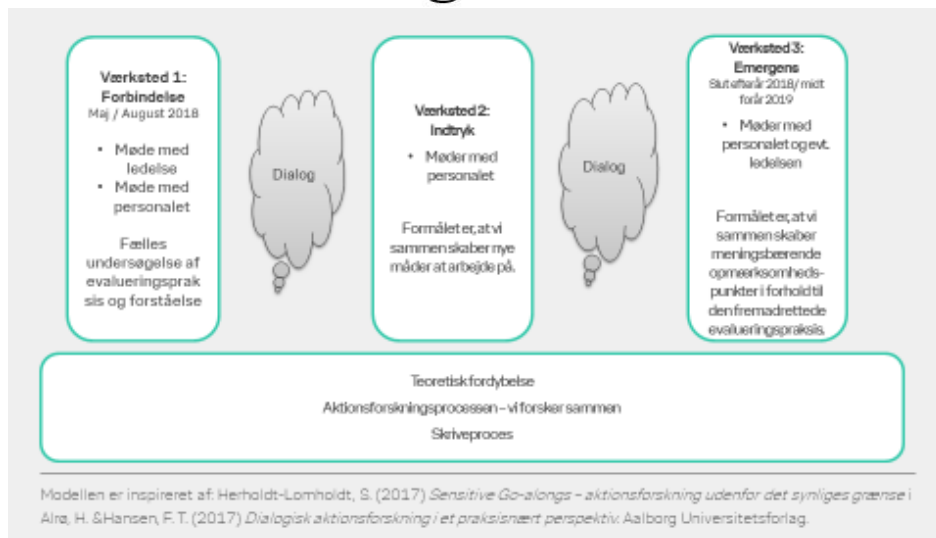 Værksted 1:
Forbindelse
Maj / August 2018
• Møde med
ledelse
• Møde med
personalet
Fælles
undersøgelse af
evalueringsprak
sis og forståelse
Dialog
Værksted 2:
Indtryk
• Møder med
personalet
Formålet er, at vi
sammen skaber nye
måder at arbejde på.
Dialog
Værksted 3:
Emergens
Slut efterår 2018/ midt
forår 2019
• Møder med
personalet og evt.
ledelsen
Formålet er, at vi
sammen skaber
meningsbærende
opmærksomheds-
punkter i forhold til
den fremadrettede
evalueringspraksis.
Teoretisk fordybelse
Aktionsforskningsprocessen – vi forsker sammen
Skriveproces
Modellen er inspireret af: Herholdt-Lomholdt, S. (2017) Sensitive Go-alongs – aktionsforskning udenfor det synliges grænse i
Alrø, H. & Hansen, F. T. (2017) Dialogisk aktionsforskning i et praksisnært perspektiv. Aalborg Universitetsforlag.